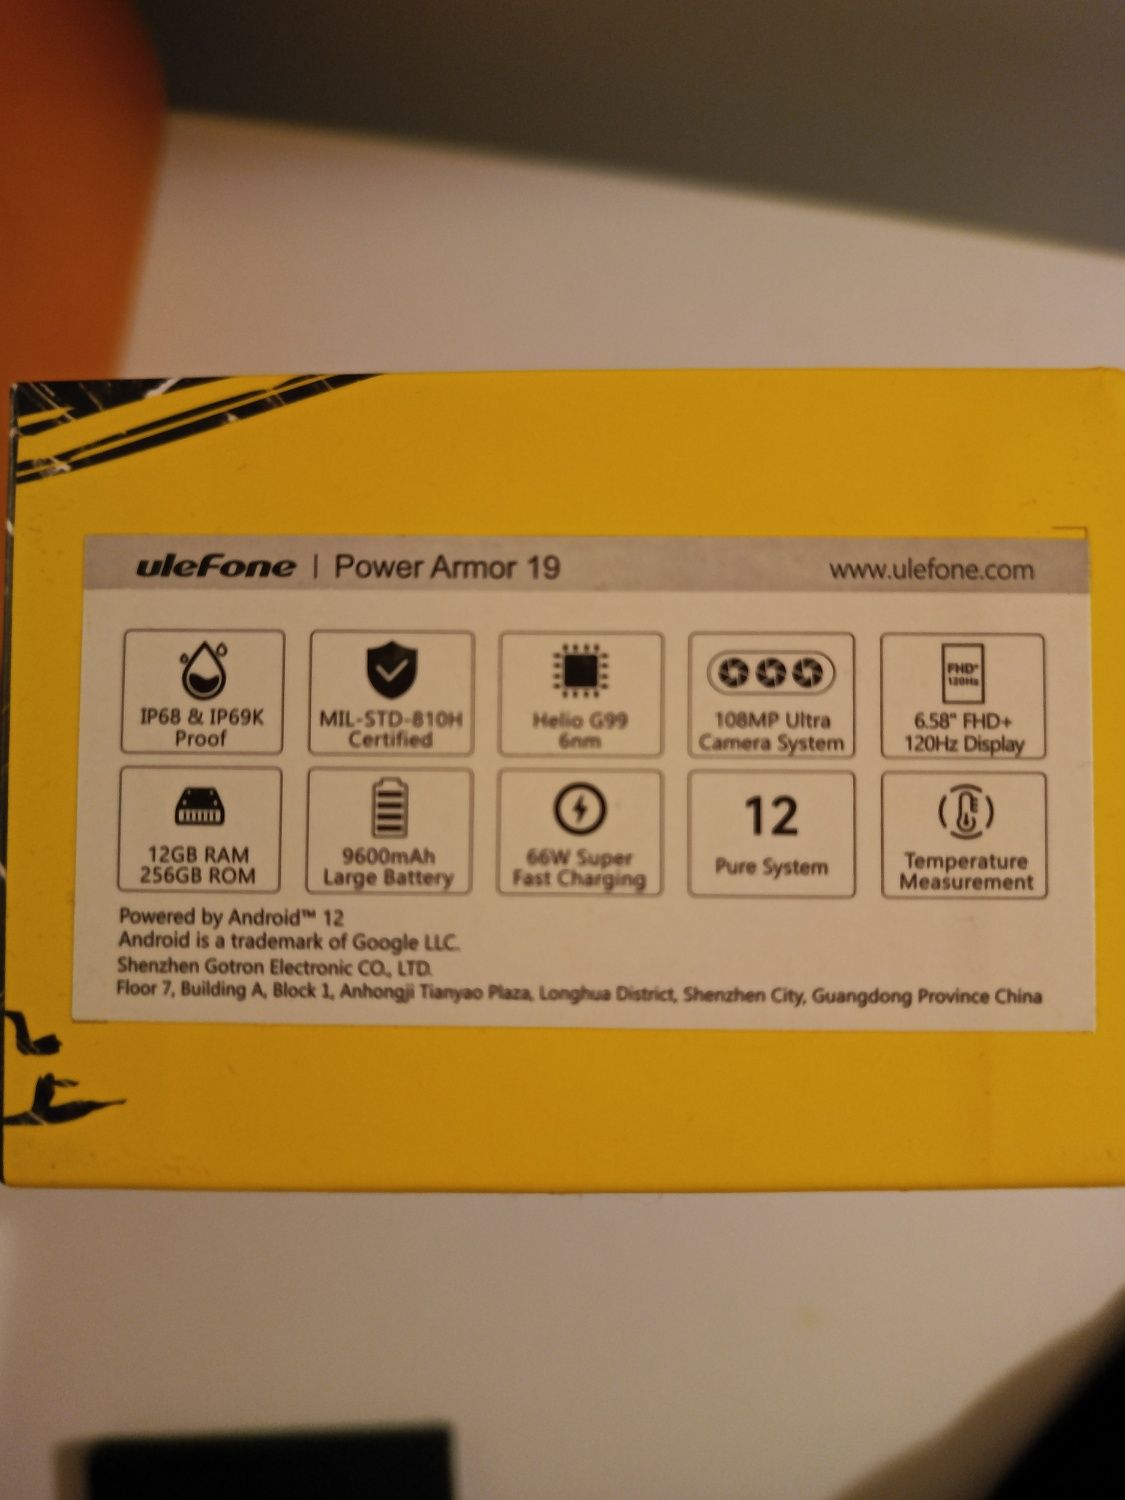 uleFone | Power Armor 19
www.ulefone.com
IP68 & IP69K
Proof
MIL-STD-810H
Certified
Helio G99
6nm
108MP Ultra
Camera System
FHD+
120Hz
6.58" FHD+
120Hz Display
12GB RAM
256GB ROM
9600mAh
Large Battery
66W Super
Fast Charging
12
Pure System
Temperature
Measurement
Powered by Android™ 12
Android is a trademark of Google LLC.
Shenzhen Gotron Electronic CO., LTD.
Floor 7, Building A, Block 1, Anhongji Tianyao Plaza, Longhua District, Shenzhen City, Guangdong Province China